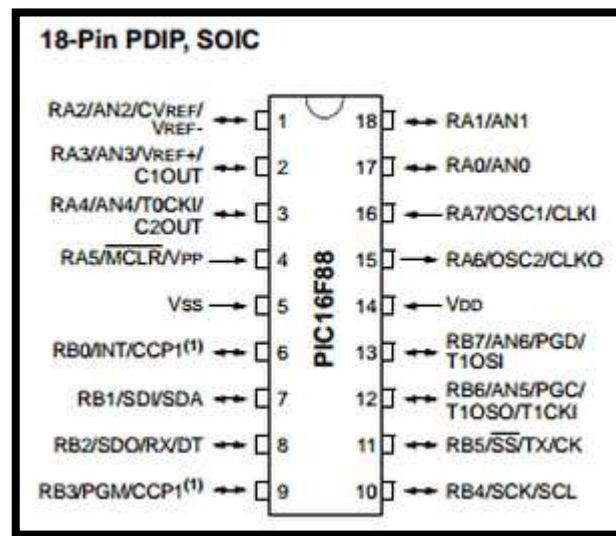 18-Pin PDIP, SOIC
RA2/AN2/CVREF/
VREF-
1
18
RA1/AN1
RA3/AN3/VREF+/
C1OUT
2
17
RA0/AN0
RA4/AN4/T0CKI/
C2OUT
3
16
RA7/OSC1/CLKI
RA5/MCLR/VPP
4
15
RA6/OSC2/CLKO
VSS
5
14
VDD
RB0/INT/CCP1(1)
6
13
RB7/AN6/PGD/
T1OSI
RB1/SDI/SDA
7
12
RB6/AN5/PGC/
T1OSO/T1CKI
RB2/SDO/RX/DT
8
11
RB5/SS/TX/CK
RB3/PGM/CCP1(1)
9
10
RB4/SCK/SCL
PIC16F88